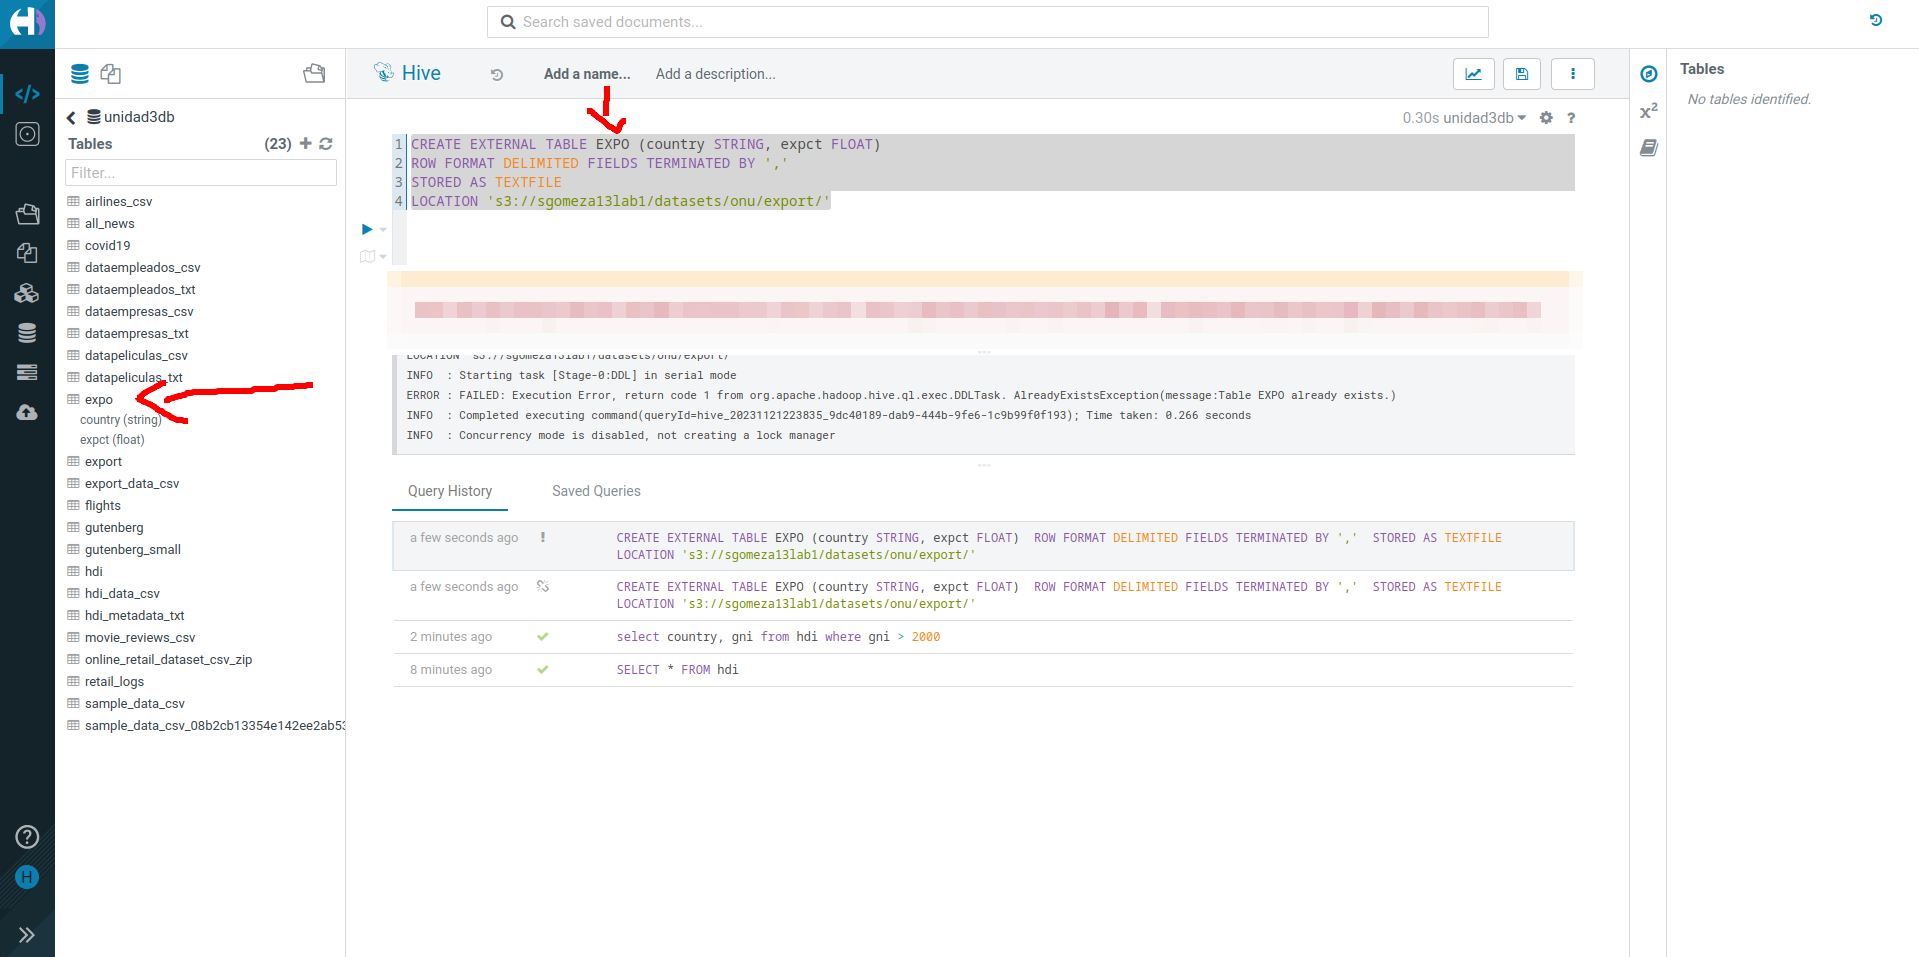 Search saved documents...
Hive
Add a name...
Add a description...
unidad3db
Tables
(23)
Filter...
airlines_csv
all_news
covid19
dataempleados_csv
dataempleados_txt
dataempresas_csv
dataempresas_txt
datapeliculas_csv
datapeliculas_txt
expo
country (string)
expct (float)
export
export_data_csv
flights
gutenberg
gutenberg_small
hdi
hdi_data_csv
hdi_metadata_txt
movie_reviews_csv
online_retail_dataset_csv_zip
retail_logs
sample_data_csv
sample_data_csv_08b2cb13354e142ee2ab53
H
0.30s unidad3db
?
1 CREATE EXTERNAL TABLE EXPO (country STRING, expct FLOAT)
2 ROW FORMAT DELIMITED FIELDS TERMINATED BY ','
3 STORED AS TEXTFILE
4 LOCATION 's3://sgomeza13lab1/datasets/onu/export/'
LOCATION 's3://sgomeza13lab1/datasets/onu/export/'
INFO : Starting task [Stage-0:DDL] in serial mode
ERROR : FAILED: Execution Error, return code 1 from org.apache.hadoop.hive.ql.exec.DDLTask. AlreadyExistsException(message:Table EXPO already exists.)
INFO : Completed executing command(queryId=hive_20231121223835_9dc40189-dab9-444b-9fe6-1c9b99f0f193); Time taken: 0.266 seconds
INFO : Concurrency mode is disabled, not creating a lock manager
Query History
Saved Queries
a few seconds ago ! CREATE EXTERNAL TABLE EXPO (country STRING, expct FLOAT) ROW FORMAT DELIMITED FIELDS TERMINATED BY ',' STORED AS TEXTFILE
LOCATION 's3://sgomeza13lab1/datasets/onu/export/'
a few seconds ago CREATE EXTERNAL TABLE EXPO (country STRING, expct FLOAT) ROW FORMAT DELIMITED FIELDS TERMINATED BY ',' STORED AS TEXTFILE
LOCATION 's3://sgomeza13lab1/datasets/onu/export/'
2 minutes ago select country, gni from hdi where gni > 2000
8 minutes ago SELECT * FROM hdi
x²
Tables
No tables identified.